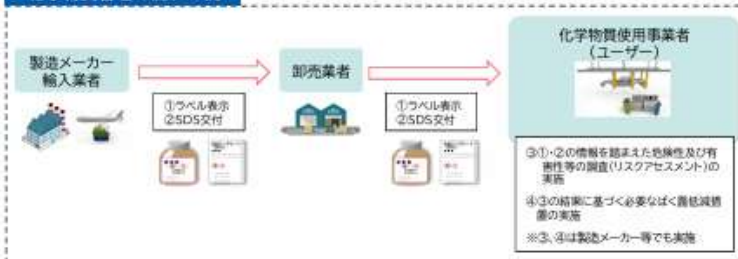 製造メーカー
輸入業者
①ラベル表示
②SDS交付
卸売業者
①ラベル表示
②SDS交付
化学物質使用事業者
(ユーザー)
③①・②の情報を踏まえた危険性及び有
害性等の調査(リスクアセスメント)の
実施
④③の結果に基づく必要なばく露低減措
置の実施
※③、④は製造メーカー等でも実施